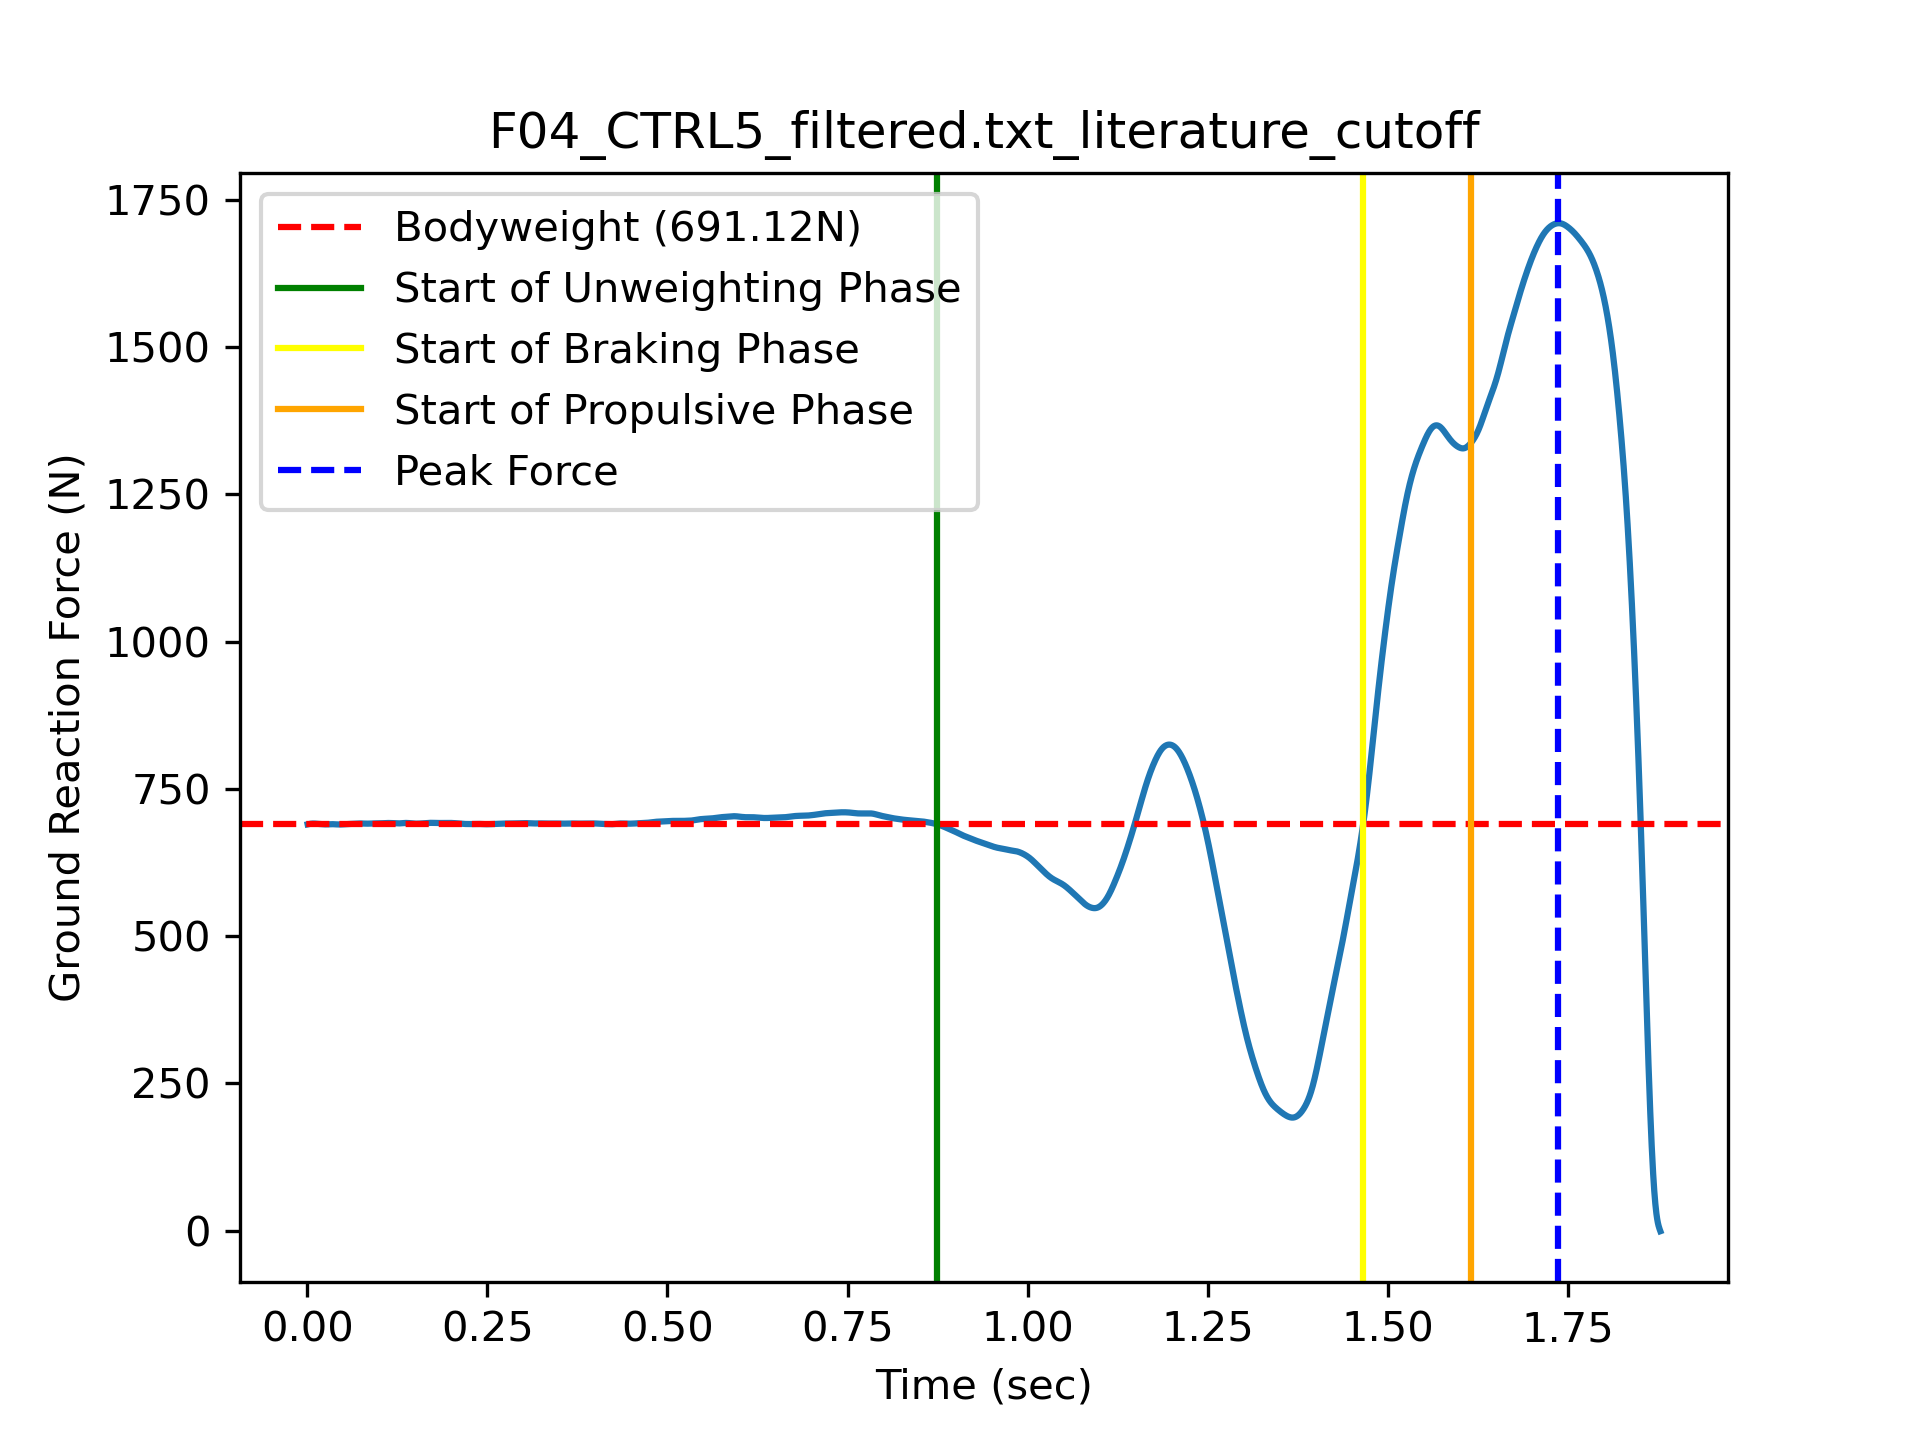 F04_CTRL5_filtered.txt_literature_cutoff
Bodyweight (691.12N)
Start of Unweighting Phase
Start of Braking Phase
Start of Propulsive Phase
Peak Force
Ground Reaction Force (N)
1750
1500
1250
1000
750
500
250
0
0.00 0.25 0.50 0.75 1.00 1.25 1.50 1.75
Time (sec)